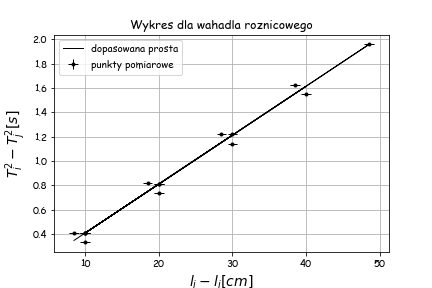 Wykres dla wahadla roznicowego
dopasowana prosta
punkty pomiarowe
2.0
1.8
1.6
1.4
1.2
1.0
0.8
0.6
0.4
T_i^2 − T_j^2[s]
10
20
30
40
50
l_i − l_i[cm]